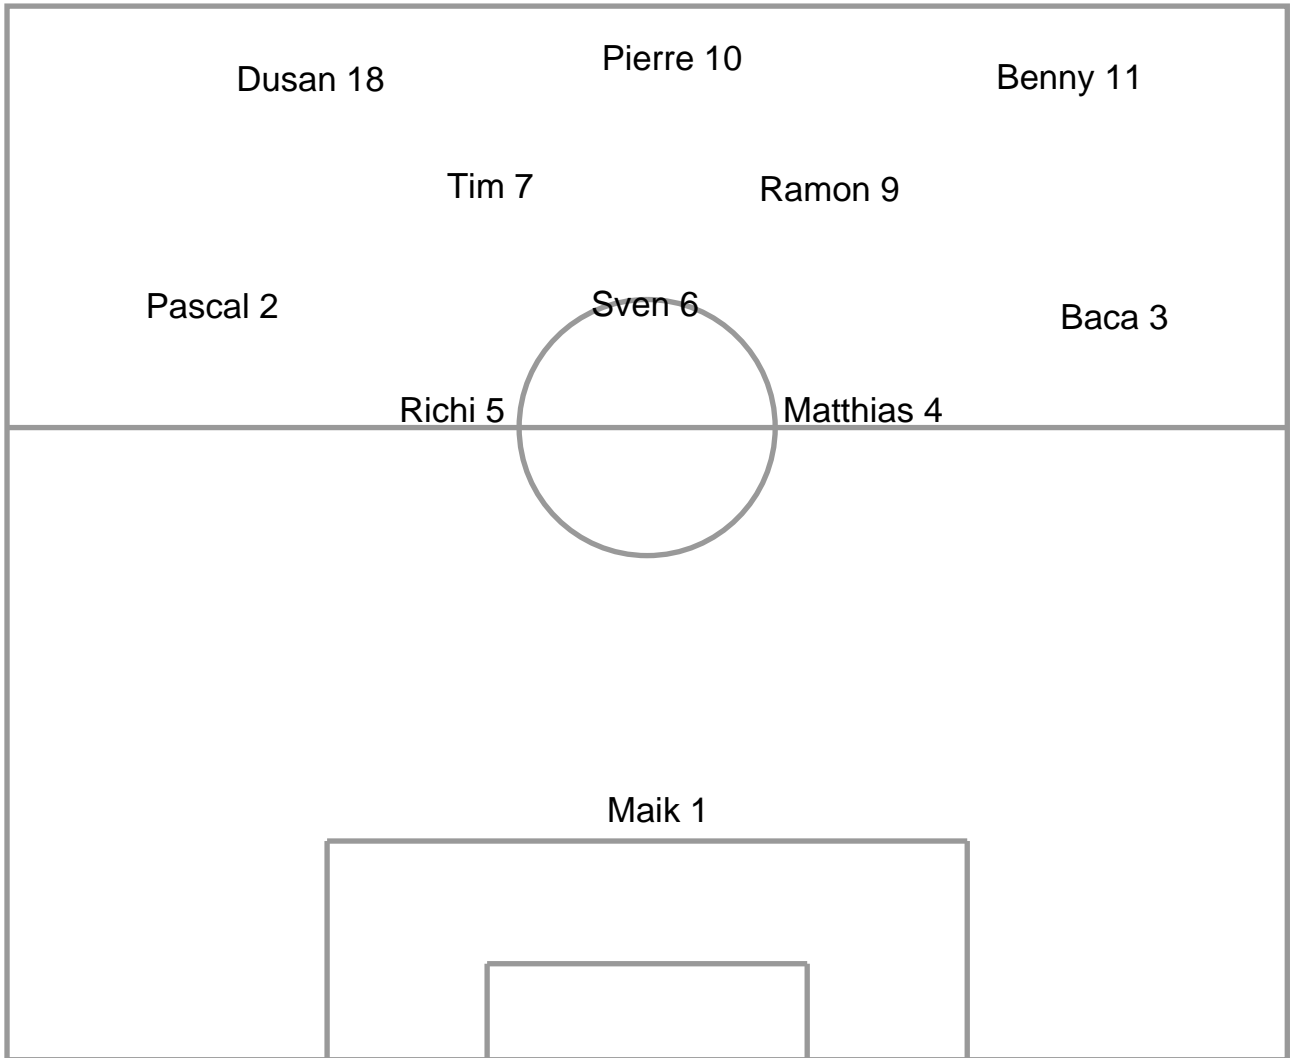 Pierre 10
Dusan 18
Benny 11
Tim 7
Ramon 9
Pascal 2
Sven 6
Baca 3
Richi 5
Matthias 4
Maik 1